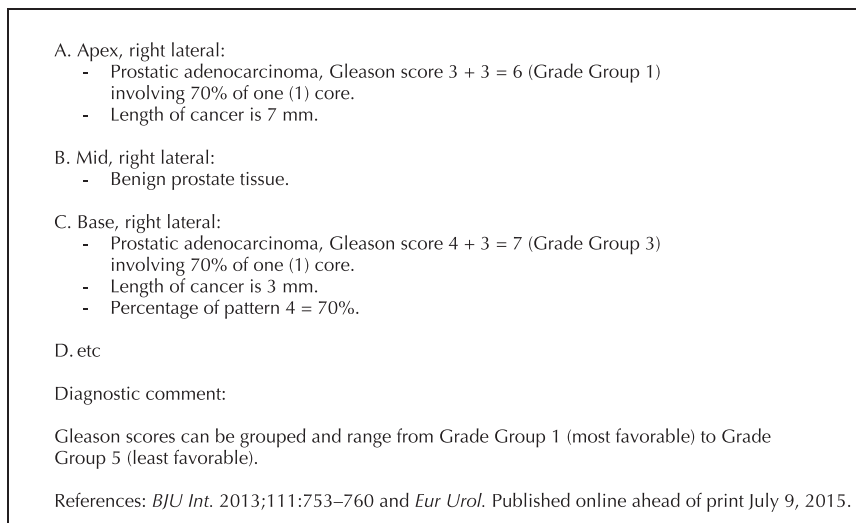 A. Apex, right lateral:
- Prostatic adenocarcinoma, Gleason score 3 + 3 = 6 (Grade Group 1)
involving 70% of one (1) core.
- Length of cancer is 7 mm.
B. Mid, right lateral:
- Benign prostate tissue.
C. Base, right lateral:
- Prostatic adenocarcinoma, Gleason score 4 + 3 = 7 (Grade Group 3)
involving 70% of one (1) core.
- Length of cancer is 3 mm.
- Percentage of pattern 4 = 70%.
D. etc
Diagnostic comment:
Gleason scores can be grouped and range from Grade Group 1 (most favorable) to Grade
Group 5 (least favorable).
References: BJU Int. 2013;111:753–760 and Eur Urol. Published online ahead of print July 9, 2015.